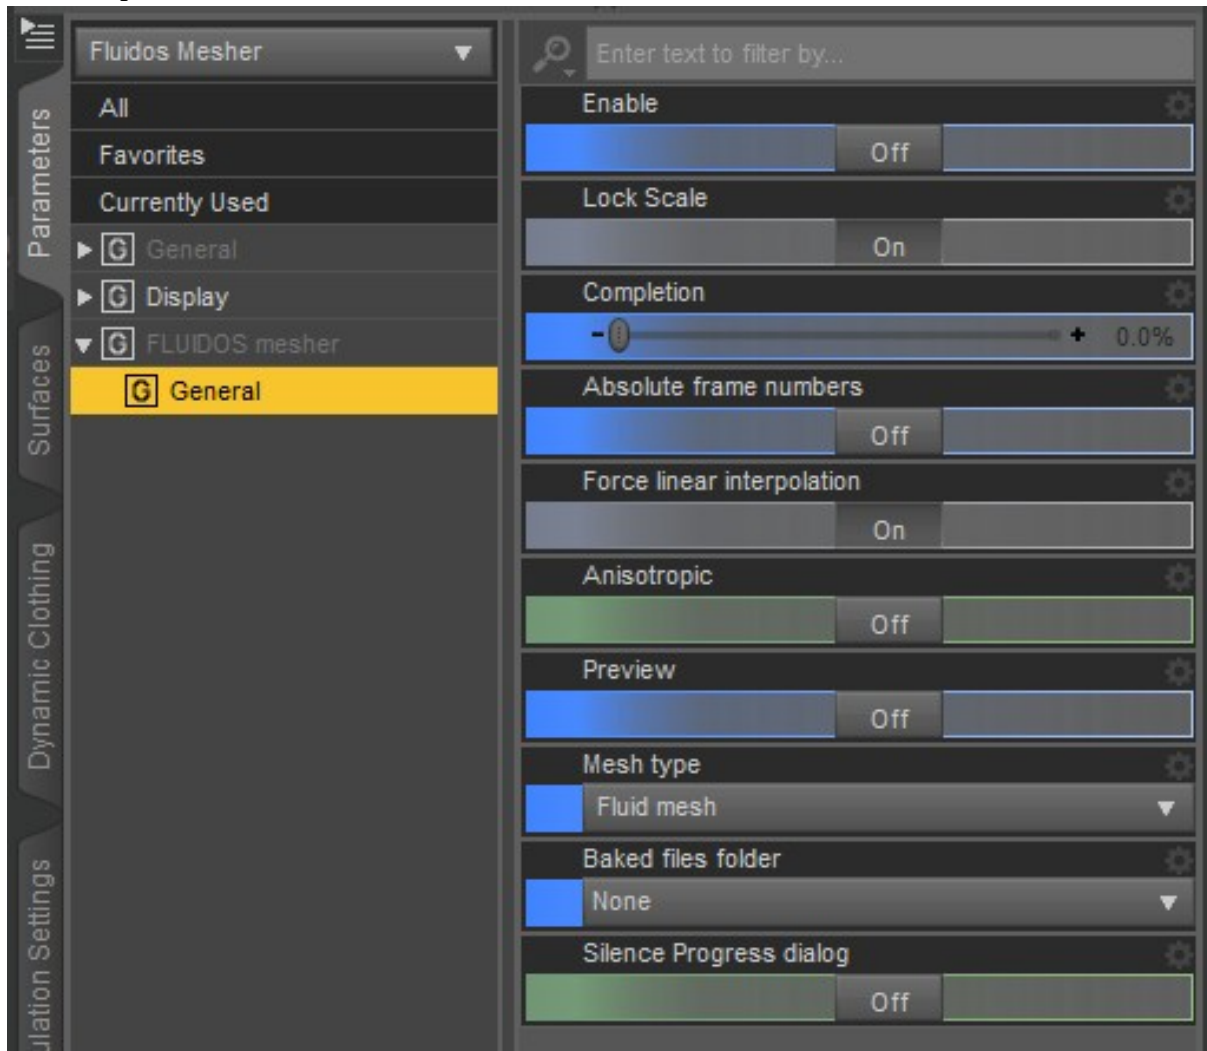 Fluidos Mesher
All
Favorites
Currently Used
G General
G Display
G FLUIDOS mesher
G General
Parameters
Surfaces
Dynamic Clothing
ulation Settings
Enter text to filter by...
Enable
Off
Lock Scale
On
Completion
- + 0.0%
Absolute frame numbers
Off
Force linear interpolation
On
Anisotropic
Off
Preview
Off
Mesh type
Fluid mesh
Baked files folder
None
Silence Progress dialog
Off